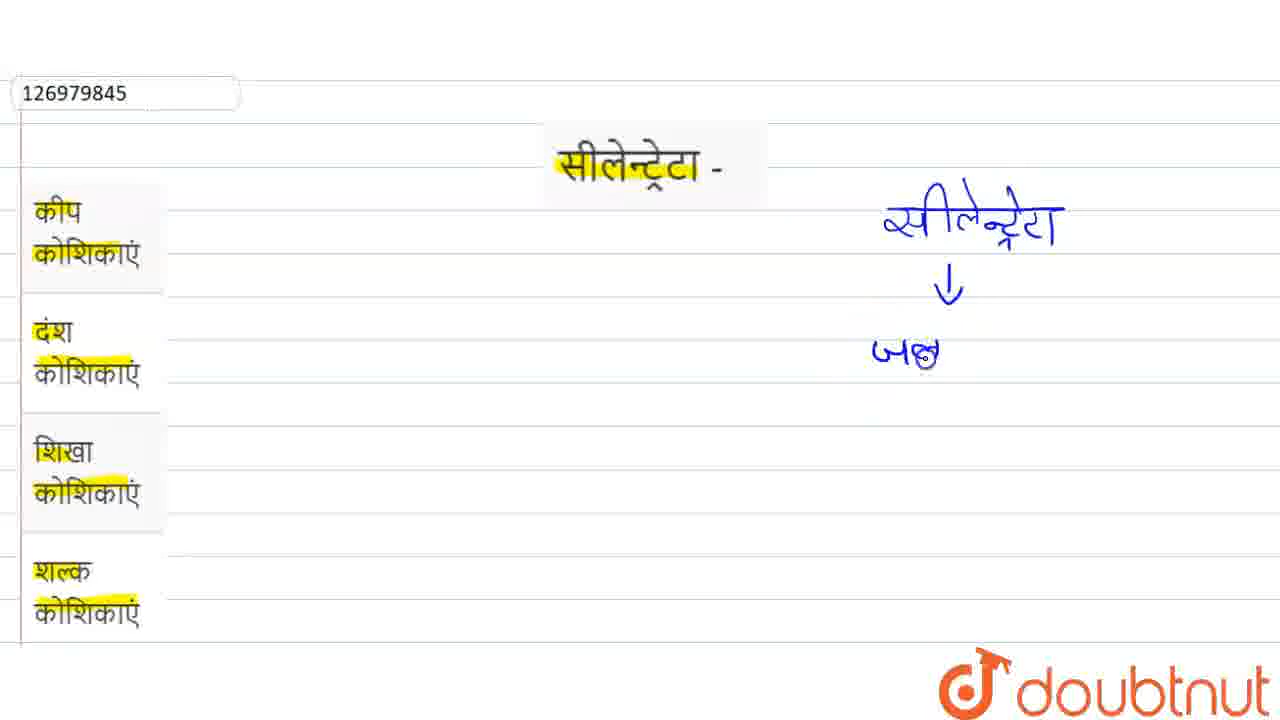 126979845
सीलेन्ट्रेटा -
कीप
कोशिकाएं
दंश
कोशिकाएं
शिखा
कोशिकाएं
शल्क
कोशिकाएं
सीलेन्ट्रेटा
↓
जल
doubtnut